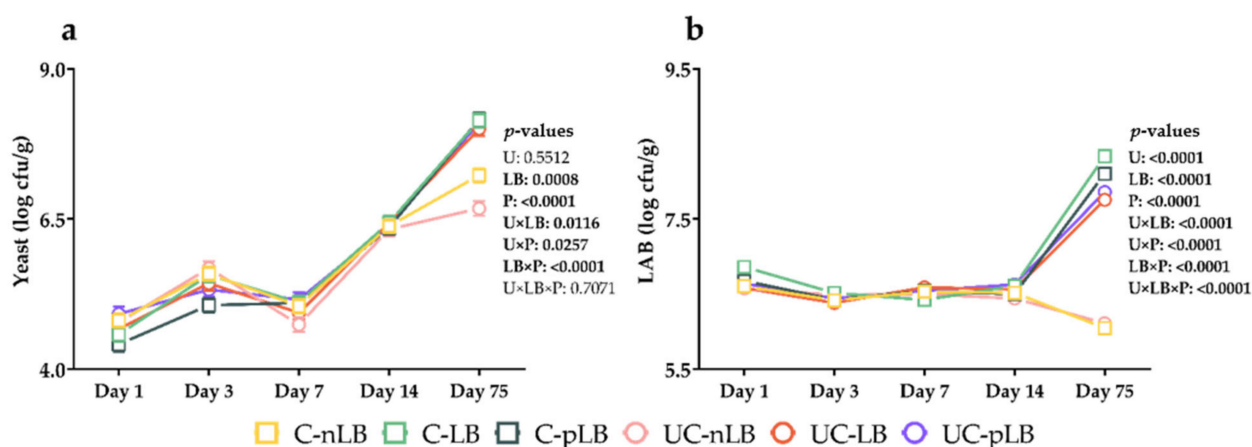 a
Yeast (log cfu/g)
9.0
6.5
4.0
Day 1 Day 3 Day 7 Day 14 Day 75
p-values
U: 0.5512
LB: 0.0008
P: <0.0001
U×LB: 0.0116
U×P: 0.0257
LB×P: <0.0001
U×LB×P: 0.7071
b
LAB (log cfu/g)
9.5
7.5
5.5
Day 1 Day 3 Day 7 Day 14 Day 75
p-values
U: <0.0001
LB: <0.0001
P: <0.0001
U×LB: <0.0001
U×P: <0.0001
LB×P: <0.0001
U×LB×P: <0.0001
C-nLB C-LB C-pLB UC-nLB UC-LB UC-pLB